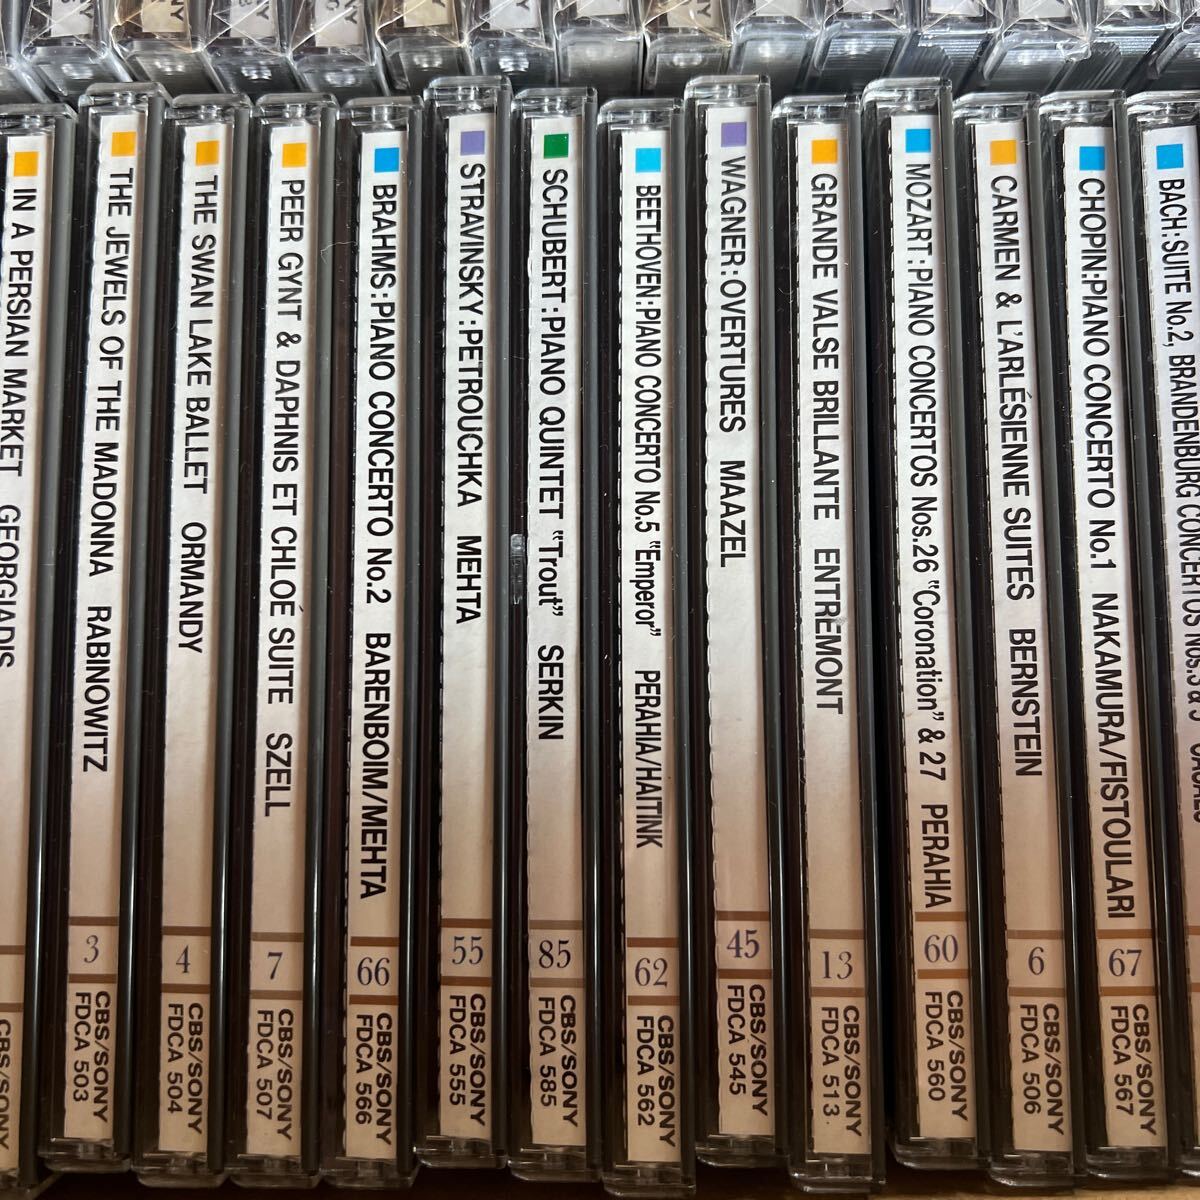 IN A PERSIAN MARKET GEORGIADIS
CBS/SONY
THE JEWELS OF THE MADONNA RABINOWITZ
3
CBS/SONY
FDCA 503
THE SWAN LAKE BALLET ORMANDY
4
CBS/SONY
FDCA 504
PEER GYNT & DAPHNIS ET CHLOÉ SUITE SZELL
7
CBS/SONY
FDCA 507
BRAHMS:PIANO CONCERTO No.2 BARENBOIM/MEHTA
66
CBS/SONY
FDCA 566
STRAVINSKY:PETROUCHKA MEHTA
55
CBS/SONY
FDCA 555
SCHUBERT:PIANO QUINTET "Trout" SERKIN
85
CBS/SONY
FDCA 585
BEETHOVEN:PIANO CONCERTO No.5 "Emperor" PERAHIA/HAITINK
62
CBS/SONY
FDCA 562
WAGNER:OVERTURES MAAZEL
45
CBS/SONY
FDCA 545
GRANDE VALSE BRILLANTE ENTREMONT
13
CBS/SONY
FDCA 513.
MOZART:PIANO CONCERTOS Nos.26 "Coronation" & 27 PERAHIA
60
CBS/SONY
FDCA 560
CARMEN & L'ARLÉSIENNE SUITES BERNSTEIN
6
CBS/SONY
FDCA 506
CHOPIN:PIANO CONCERTO No.1 NAKAMURA/FISTOULARI
67
CBS/SONY
FDCA 567
BACH:SUITE No.2, BRANDENBURG CONCERTOS Nos.3 & 5 CASALS